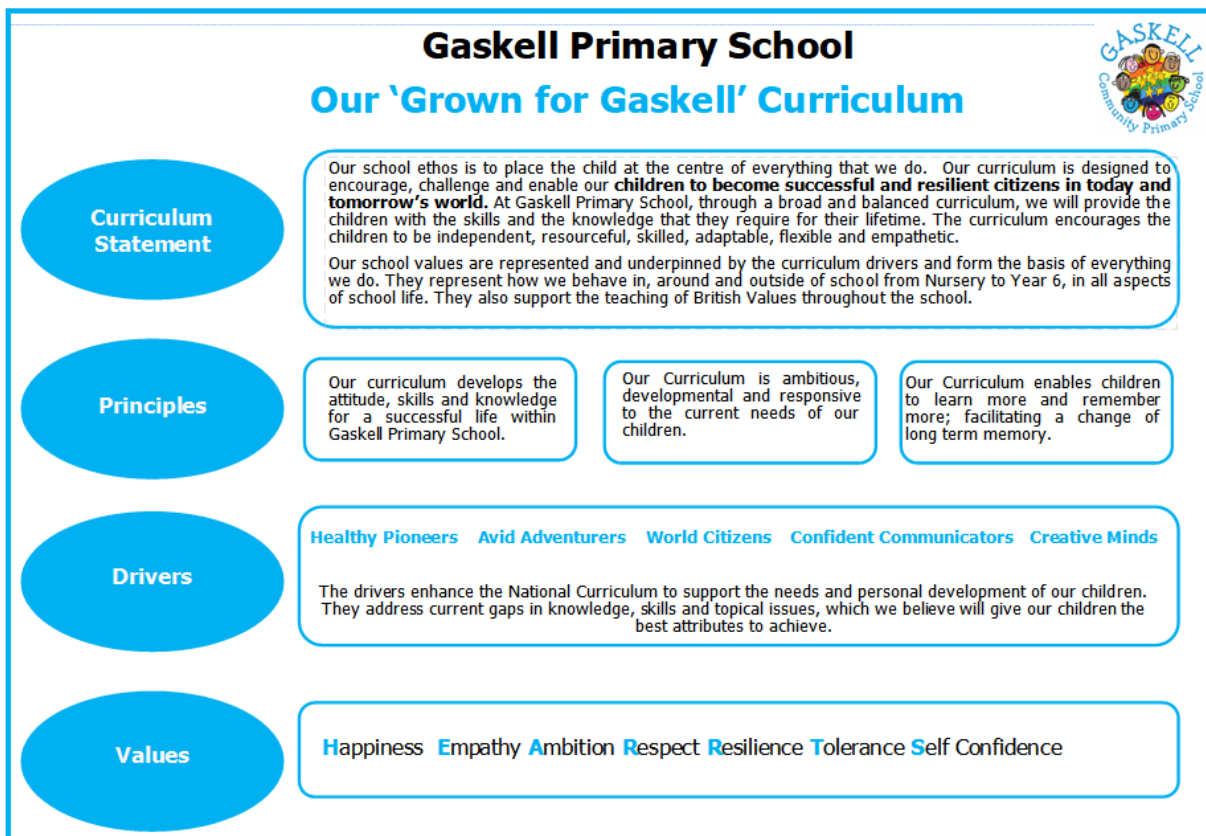 Gaskell Primary School
Our ‘Grown for Gaskell’ Curriculum
GASKELL
Community Primary School
Curriculum
Statement
Our school ethos is to place the child at the centre of everything that we do. Our curriculum is designed to
encourage, challenge and enable our children to become successful and resilient citizens in today and
tomorrow’s world. At Gaskell Primary School, through a broad and balanced curriculum, we will provide the
children with the skills and the knowledge that they require for their lifetime. The curriculum encourages the
children to be independent, resourceful, skilled, adaptable, flexible and empathetic.
Our school values are represented and underpinned by the curriculum drivers and form the basis of everything
we do. They represent how we behave in, around and outside of school from Nursery to Year 6, in all aspects
of school life. They also support the teaching of British Values throughout the school.
Principles
Our curriculum develops the
attitude, skills and knowledge
for a successful life within
Gaskell Primary School.
Our Curriculum is ambitious,
developmental and responsive
to the current needs of our
children.
Our Curriculum enables children
to learn more and remember
more; facilitating a change of
long term memory.
Drivers
Healthy Pioneers Avid Adventurers World Citizens Confident Communicators Creative Minds
The drivers enhance the National Curriculum to support the needs and personal development of our children.
They address current gaps in knowledge, skills and topical issues, which we believe will give our children the
best attributes to achieve.
Values
Happiness Empathy Ambition Respect Resilience Tolerance Self Confidence